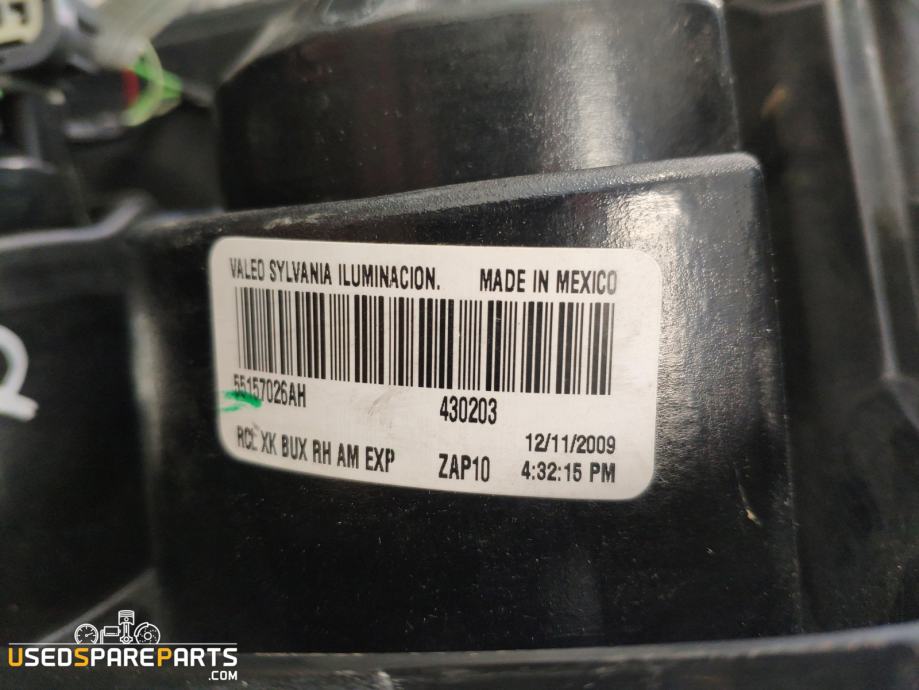 VALEO SYLVANIA ILUMINACION. MADE IN MEXICO
55157026AH 430203
12/11/2009
RCL XK BUX RH AM EXP ZAP10 4:32:15 PM
USEDSPAREPARTS
.COM